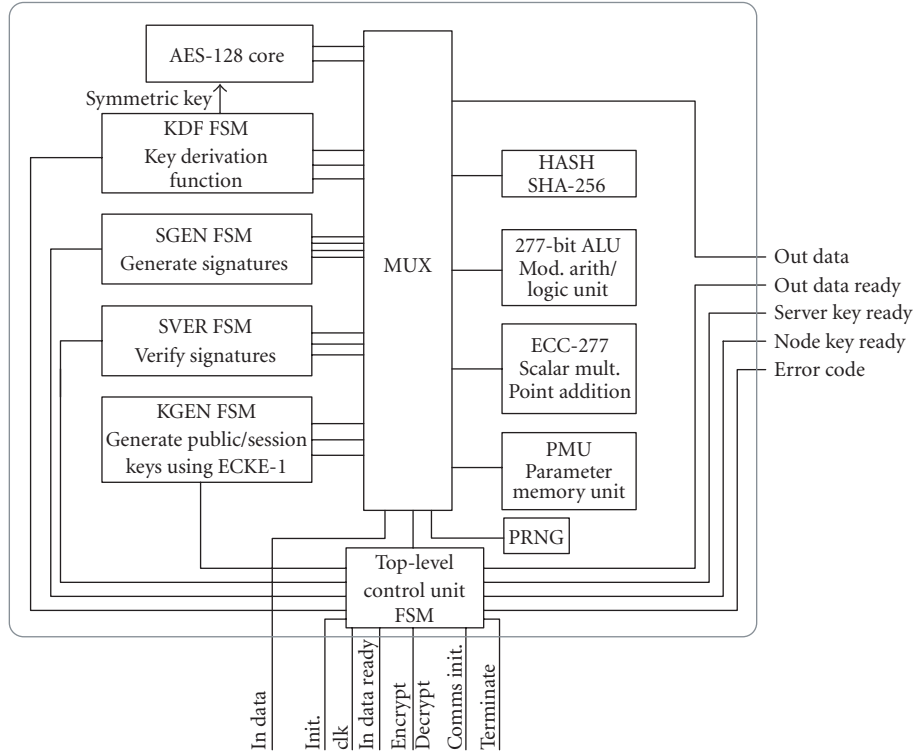 AES-128 core
Symmetric key
KDF FSM
Key derivation
function
SGEN FSM
Generate signatures
SVER FSM
Verify signatures
KGEN FSM
Generate public/session
keys using ECKE-1
MUX
HASH
SHA-256
277-bit ALU
Mod. arith/
logic unit
ECC-277
Scalar mult.
Point addition
PMU
Parameter
memory unit
PRNG
Top-level
control unit
FSM
Out data
Out data ready
Server key ready
Node key ready
Error code
In data
Init.
clk
In data ready
Encrypt
Decrypt
Comms init.
Terminate